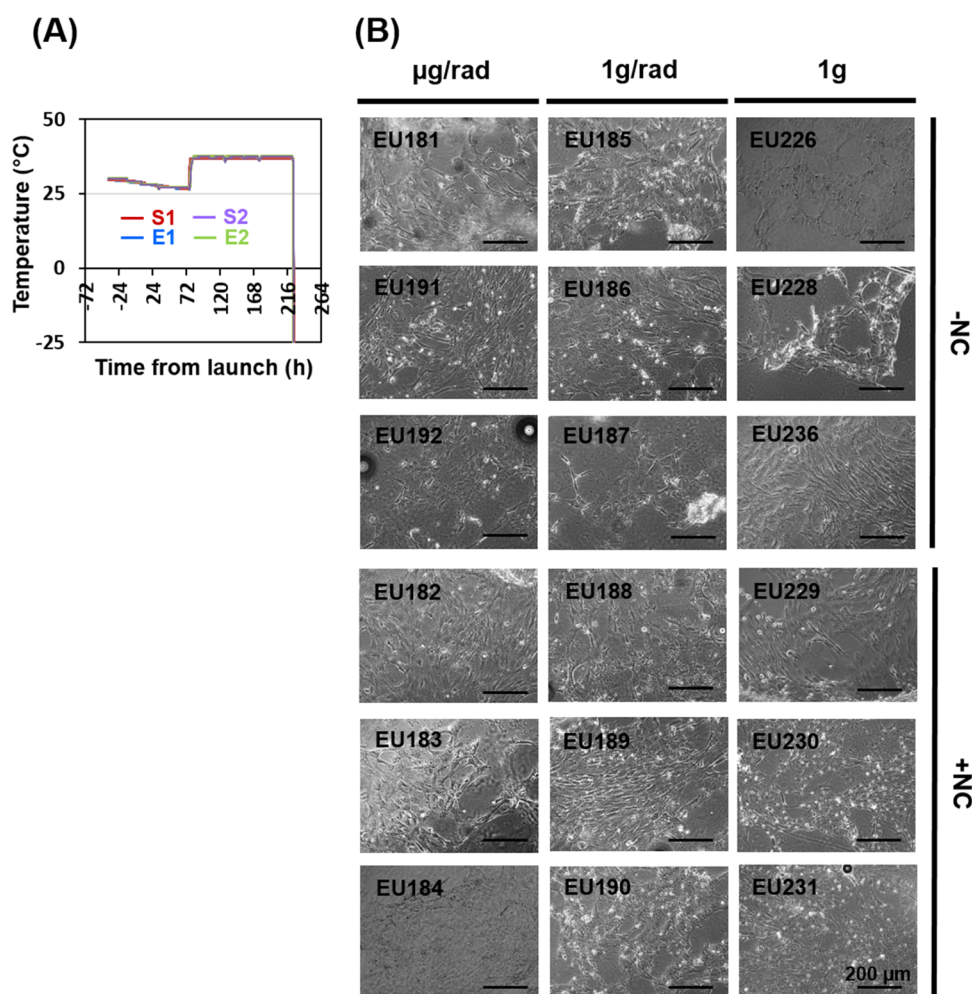 (A)
(B)
µg/rad 1g/rad 1g
50
25
0
-25
Temperature (°C)
S1 S2
E1 E2
-72 -24 24 72 120 168 216 264
Time from launch (h)
EU181 EU185 EU226
EU191 EU186 EU228
EU192 EU187 EU236
-NC
EU182 EU188 EU229
EU183 EU189 EU230
EU184 EU190 EU231
200 µm
+NC